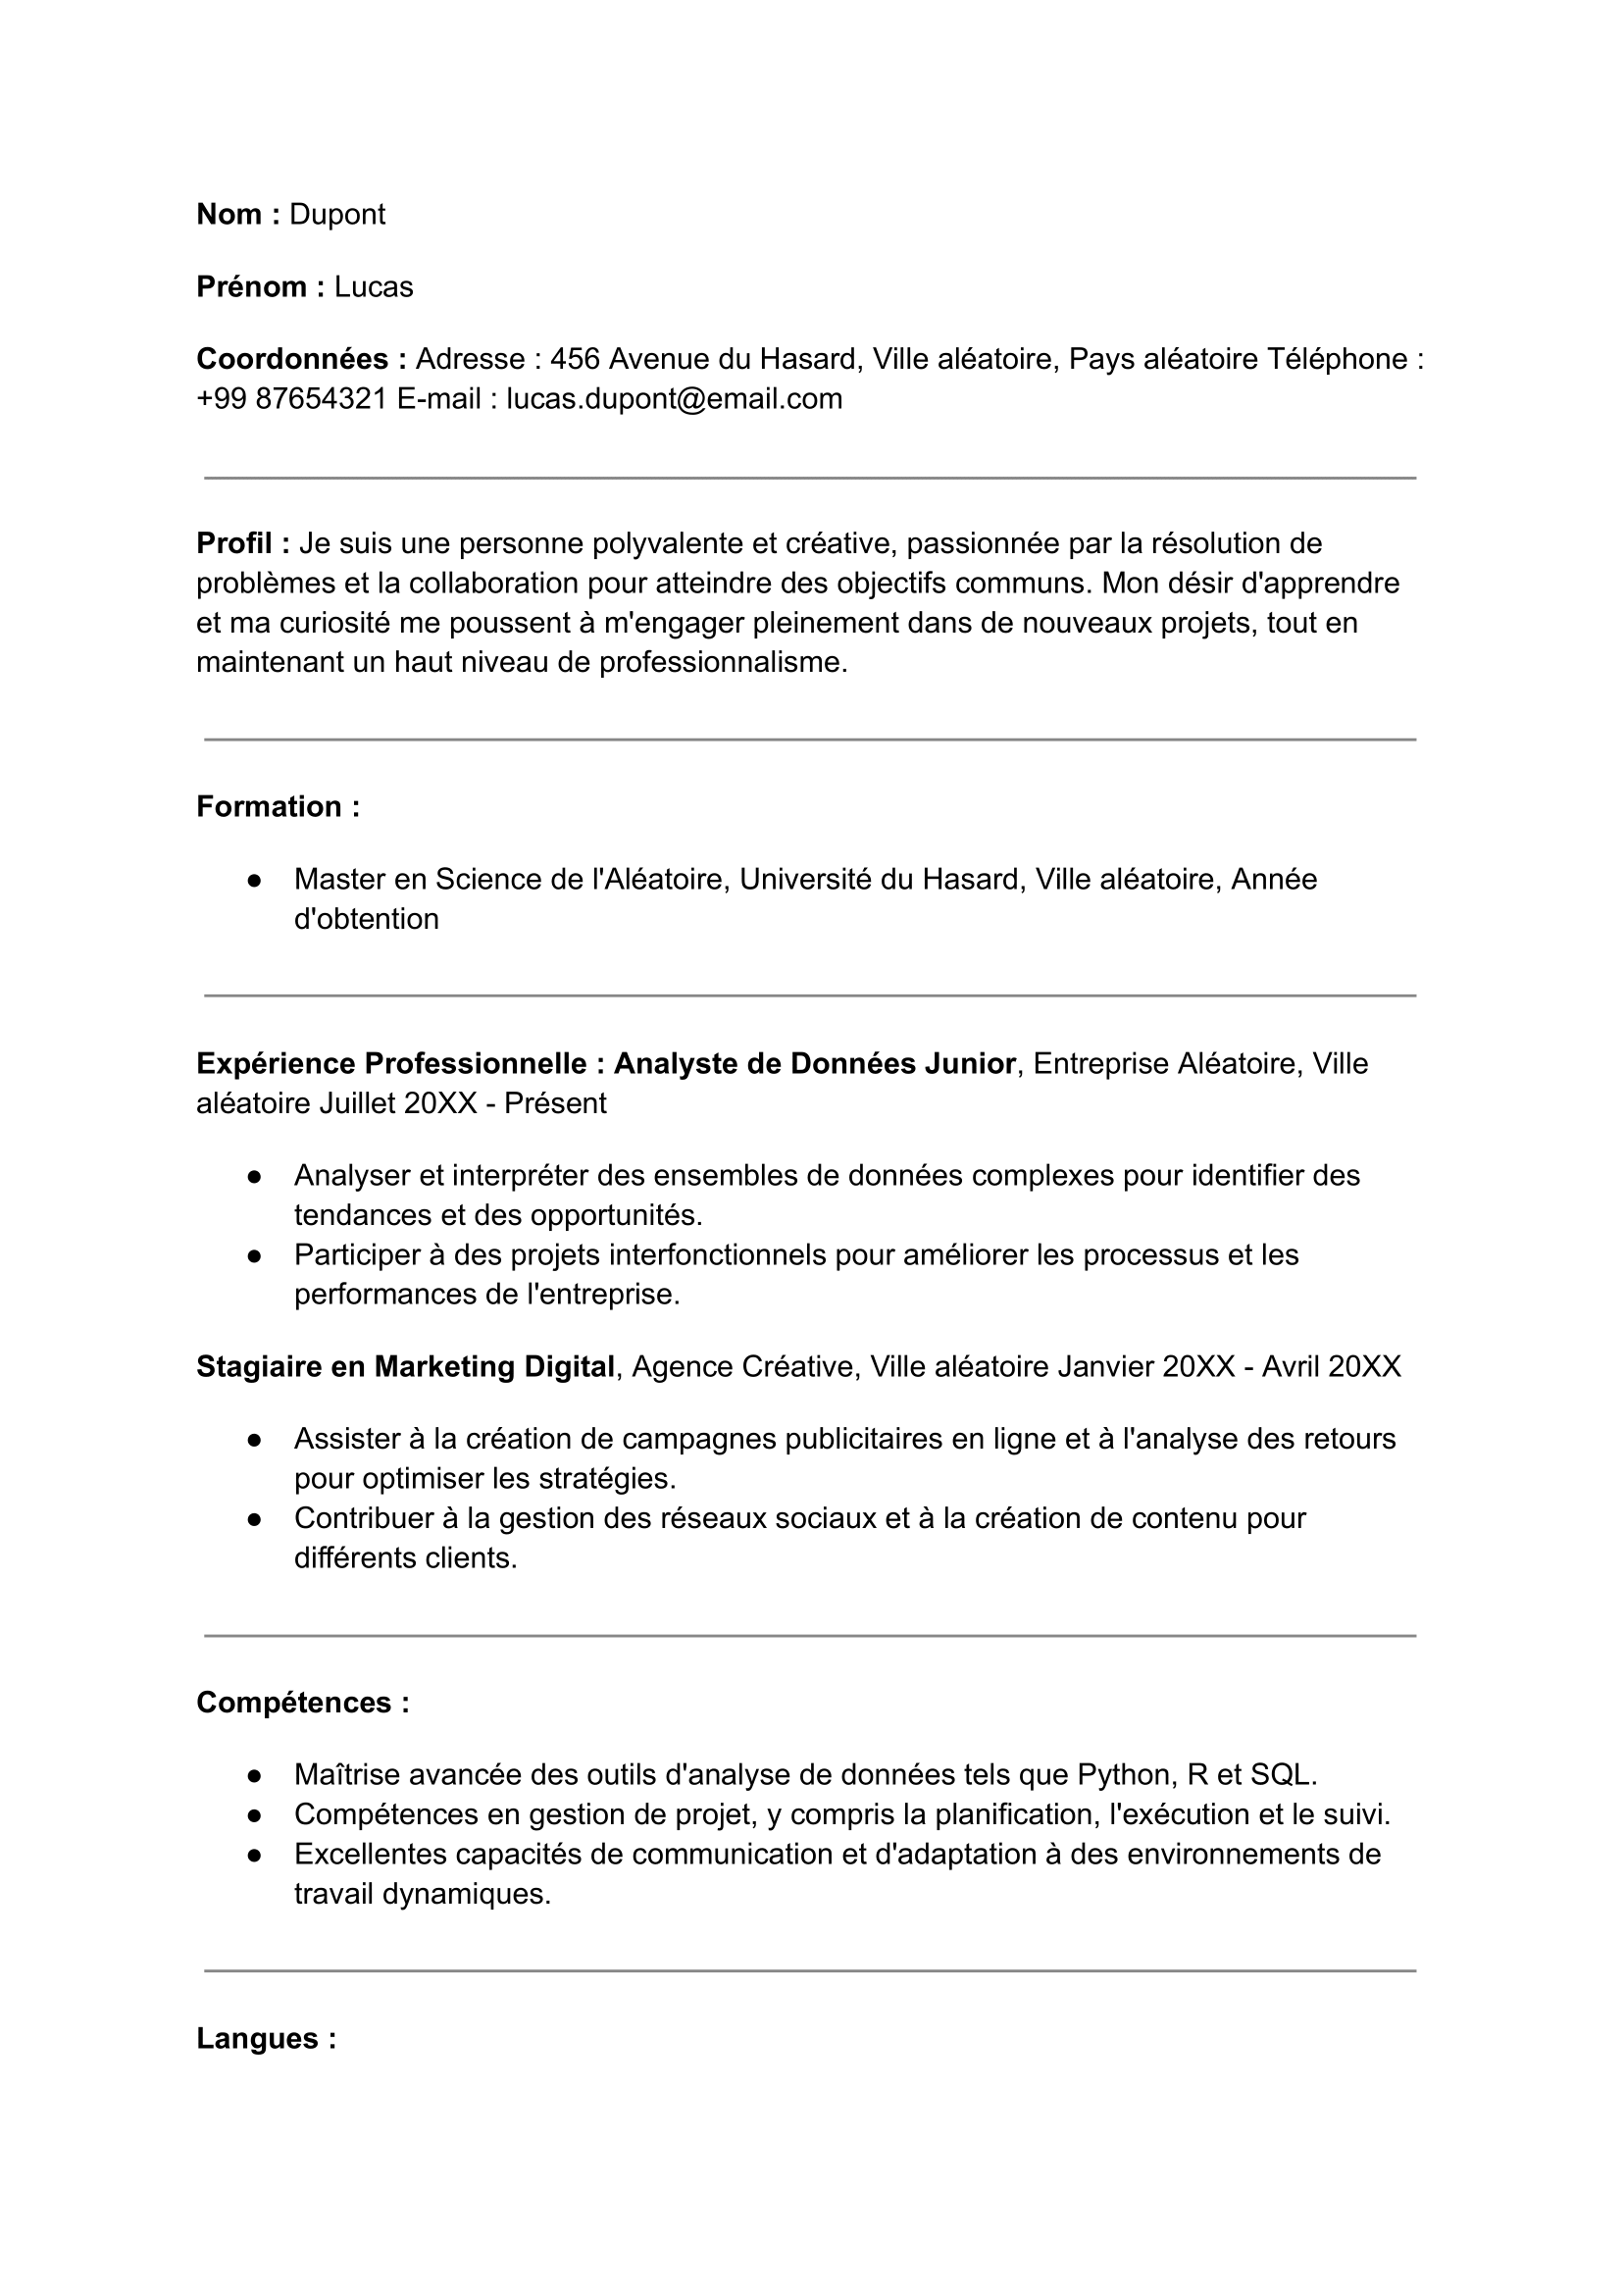 Nom : Dupont
Prénom : Lucas
Coordonnées : Adresse : 456 Avenue du Hasard, Ville aléatoire, Pays aléatoire Téléphone :
+99 87654321 E-mail : lucas.dupont@email.com
Profil : Je suis une personne polyvalente et créative, passionnée par la résolution de
problèmes et la collaboration pour atteindre des objectifs communs. Mon désir d'apprendre
et ma curiosité me poussent à m'engager pleinement dans de nouveaux projets, tout en
maintenant un haut niveau de professionnalisme.
Formation :
● Master en Science de l'Aléatoire, Université du Hasard, Ville aléatoire, Année
d'obtention
Expérience Professionnelle : Analyste de Données Junior, Entreprise Aléatoire, Ville
aléatoire Juillet 20XX - Présent
● Analyser et interpréter des ensembles de données complexes pour identifier des
tendances et des opportunités.
● Participer à des projets interfonctionnels pour améliorer les processus et les
performances de l'entreprise.
Stagiaire en Marketing Digital, Agence Créative, Ville aléatoire Janvier 20XX - Avril 20XX
● Assister à la création de campagnes publicitaires en ligne et à l'analyse des retours
pour optimiser les stratégies.
● Contribuer à la gestion des réseaux sociaux et à la création de contenu pour
différents clients.
Compétences :
● Maîtrise avancée des outils d'analyse de données tels que Python, R et SQL.
● Compétences en gestion de projet, y compris la planification, l'exécution et le suivi.
● Excellentes capacités de communication et d'adaptation à des environnements de
travail dynamiques.
Langues :